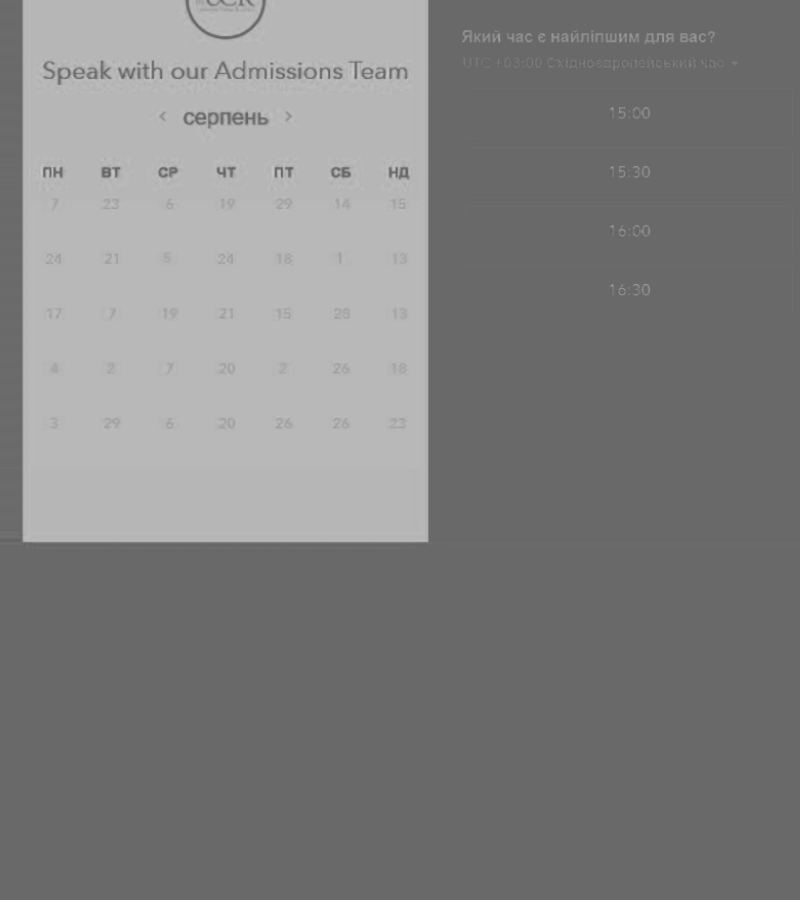 Speak with our Admissions Team
< серпень >
ПН ВТ СР ЧТ ПТ СБ НД
7 23 6 19 29 14 15
24 21 5 24 18 1 13
17 7 19 21 15 28 13
4 2 7 20 2 26 18
3 29 6 20 26 26 23
Який час є найліпшим для вас?
UTC +03:00 Східноєвропейський час
15:00
15:30
16:00
16:30